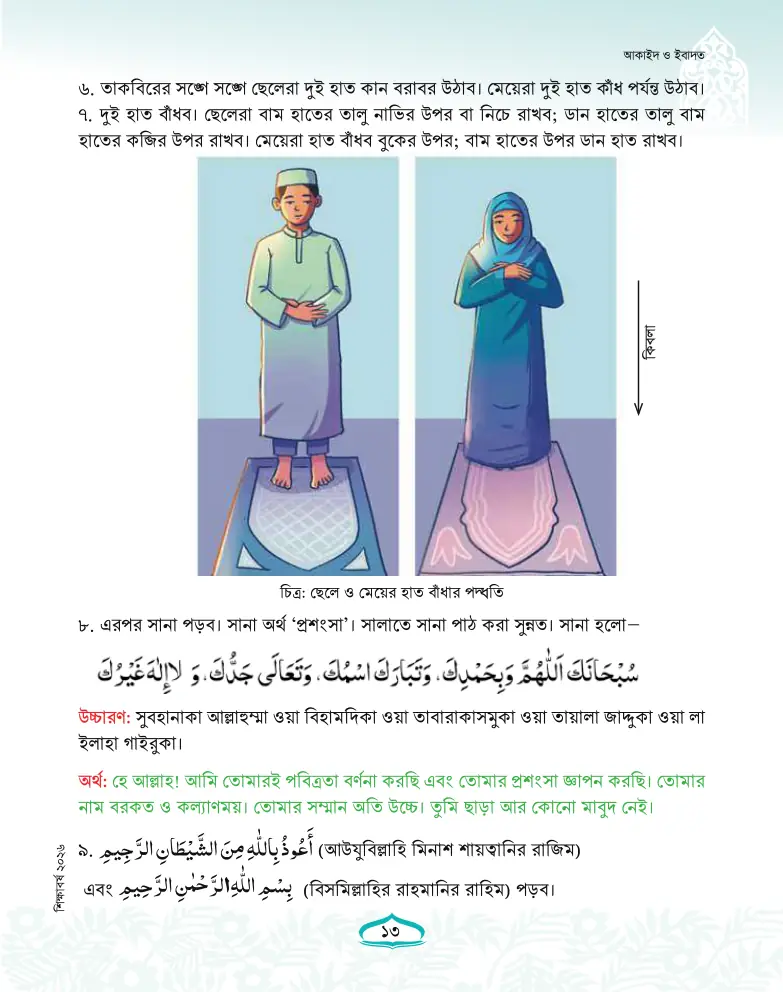 আকাইদ ও ইবাদত
৬. তাকবিরের সঙ্গে সঙ্গে ছেলেরা দুই হাত কান বরাবর উঠাব। মেয়েরা দুই হাত কাঁধ পর্যন্ত উঠাব।
৭. দুই হাত বাঁধব। ছেলেরা বাম হাতের তালু নাভির উপর বা নিচে রাখব; ডান হাতের তালু বাম
হাতের কব্জির উপর রাখব। মেয়েরা হাত বাঁধব বুকের উপর; বাম হাতের উপর ডান হাত রাখব।
কিবলা
চিত্র: ছেলে ও মেয়ের হাত বাঁধার পদ্ধতি
৮. এরপর সানা পড়ব। সানা অর্থ ‘প্রশংসা’। সালাতে সানা পাঠ করা সুন্নত। সানা হলো–
سُبْحَانَكَ اَللّٰهُمَّ وَبِحَمْدِكَ، وَتَبَارَكَ اسْمُكَ، وَتَعَالَى جَدُّكَ، وَ لَا إِلٰهَ غَيْرُكَ
উচ্চারণ: সুবহানাকা আল্লাহুম্মা ওয়া বিহামদিকা ওয়া তাবারাকাসমুকা ওয়া তায়ালা জাদ্দুকা ওয়া লা
ইলাহা গাইরুকা।
অর্থ: হে আল্লাহ! আমি তোমারই পবিত্রতা বর্ণনা করছি এবং তোমার প্রশংসা জ্ঞাপন করছি। তোমার
নাম বরকত ও কল্যাণময়। তোমার সম্মান অতি উচ্চে। তুমি ছাড়া আর কোনো মাবুদ নেই।
৯. أَعُوذُ بِاللّٰهِ مِنَ الشَّيْطَانِ الرَّجِيمِ (আউযুবিল্লাহি মিনাশ শায়ত্বানির রাজিম)
এবং بِسْمِ اللّٰهِ الرَّحْمٰنِ الرَّحِيمِ (বিসমিল্লাহির রাহমানির রাহিম) পড়ব।
শিক্ষাবর্ষ ২০২৬
১৩